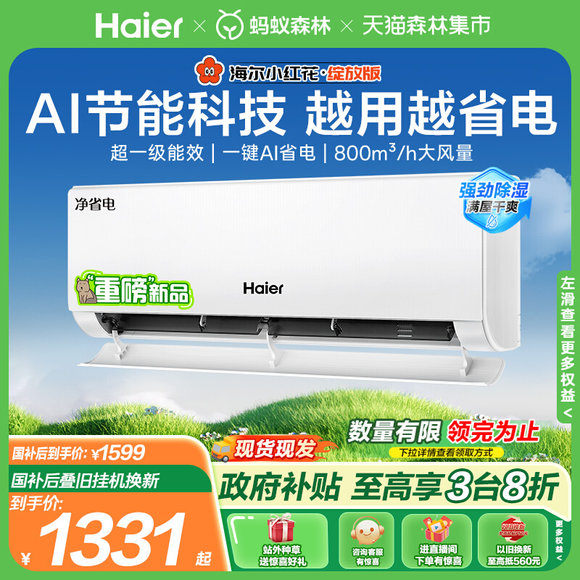 Haier × 蚂蚁森林 × 天猫森林集市
海尔小红花·绽放版
AI节能科技 越用越省电
超一级能效 | 一键AI省电 | 800m³/h大风量
净省电
强劲除湿
满屋干爽
"重磅"新品
Haier
左滑查看更多权益 <
现货现发
数量有限 领完为止
下拉详情查看领取方式
国补后到手价: ¥1599
国补后叠旧挂机换新
到手价:
¥1331起
政府补贴 至高享3台8折
站外种草
送惊喜好礼
咨询客服
有惊喜
进直播间
下单有惊喜
以旧换新
至高抵560元